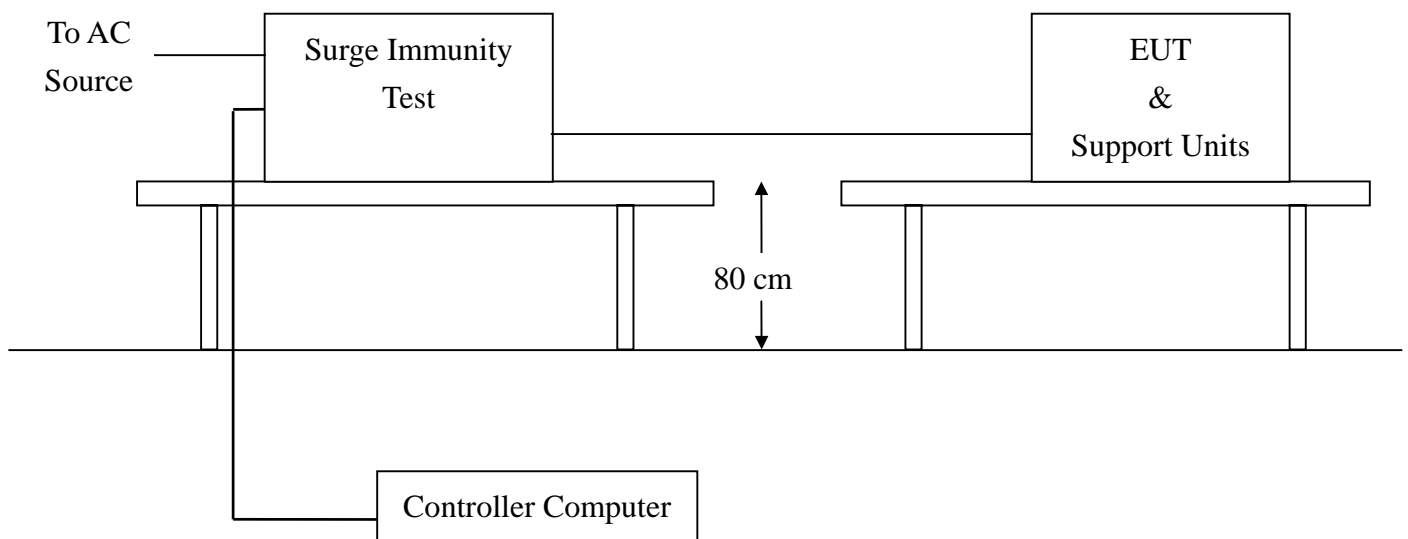 To AC
Source
Surge Immunity
Test
EUT
&
Support Units
80 cm
Controller Computer